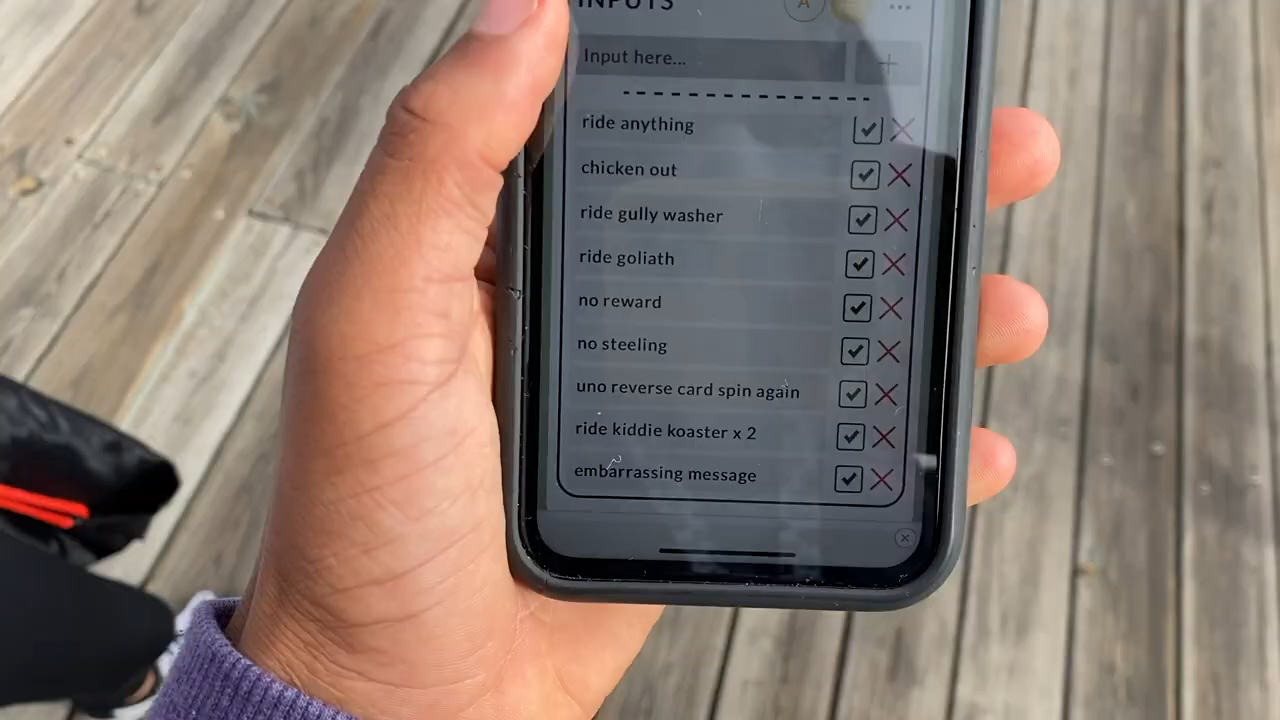 INPUTS
A
Input here...
ride anything
chicken out
ride gully washer
ride goliath
no reward
no steeling
uno reverse card spin again
ride kiddie koaster x 2
embarrassing message